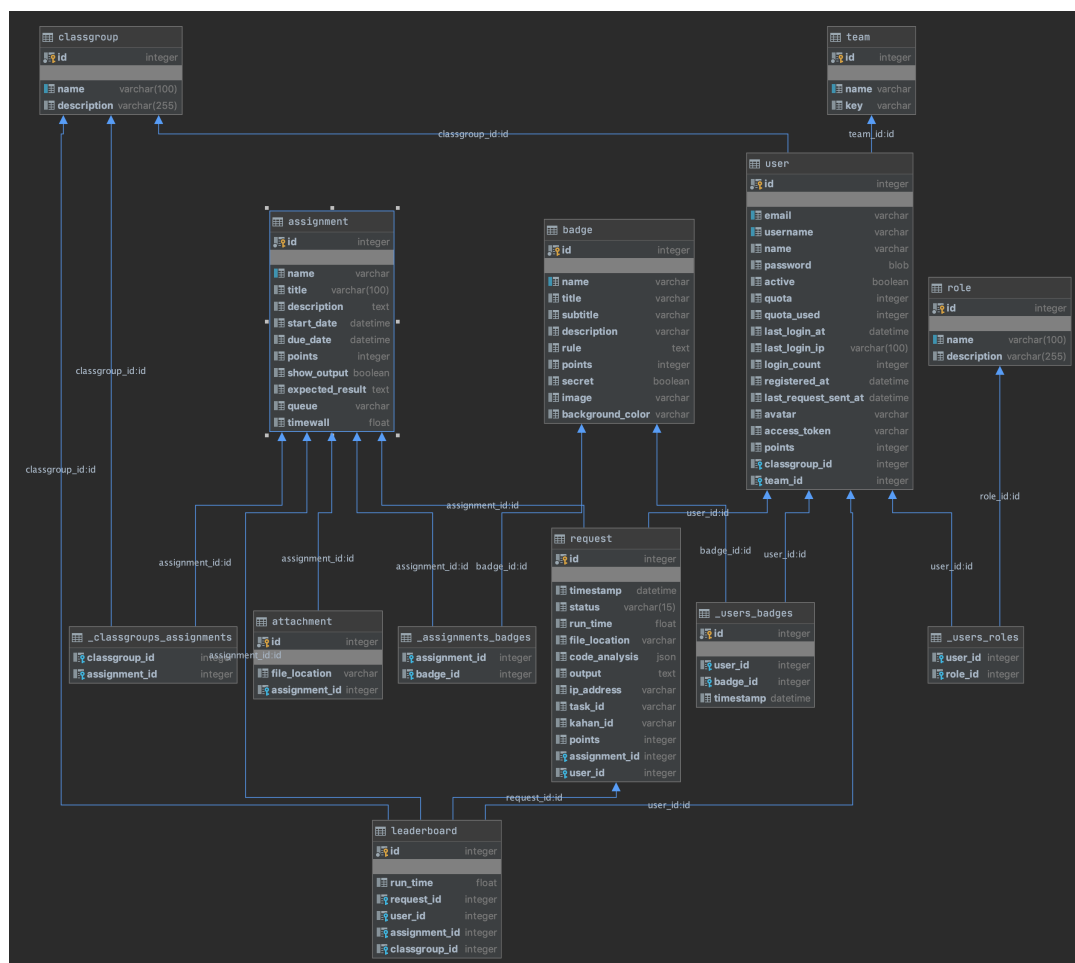 classgroup
id integer
name varchar(100)
description varchar(255)
team
id integer
name varchar
key varchar
classgroup_id:id
team_id:id
user
id integer
email varchar
username varchar
name varchar
password blob
active boolean
quota integer
quota_used integer
last_login_at datetime
last_login_ip varchar(100)
login_count integer
registered_at datetime
last_request_sent_at datetime
avatar varchar
access_token varchar
points integer
classgroup_id integer
team_id integer
assignment
id integer
name varchar
title varchar(100)
description text
start_date datetime
due_date datetime
points integer
show_output boolean
expected_result text
queue varchar
timewall float
badge
id integer
name varchar
title varchar
subtitle varchar
description varchar
rule text
points integer
secret boolean
image varchar
background_color varchar
role
id integer
name varchar(100)
description varchar(255)
classgroup_id:id
classgroup_id:id
assignment_id:id
user_id:id
role_id:id
assignment_id:id
assignment_id:id
assignment_id:id
badge_id:id
badge_id:id
user_id:id
user_id:id
request
id integer
timestamp datetime
status varchar(15)
run_time float
file_location varchar
code_analysis json
output text
ip_address varchar
task_id varchar
kahan_id varchar
points integer
assignment_id integer
user_id integer
_classgroups_assignments
classgroup_id integer
assignment_id integer
assignment_id:id
attachment
id integer
file_location varchar
assignment_id integer
_assignments_badges
assignment_id integer
badge_id integer
_users_badges
id integer
user_id integer
badge_id integer
timestamp datetime
_users_roles
user_id integer
role_id integer
request_id:id
user_id:id
leaderboard
id integer
run_time float
request_id integer
user_id integer
assignment_id integer
classgroup_id integer